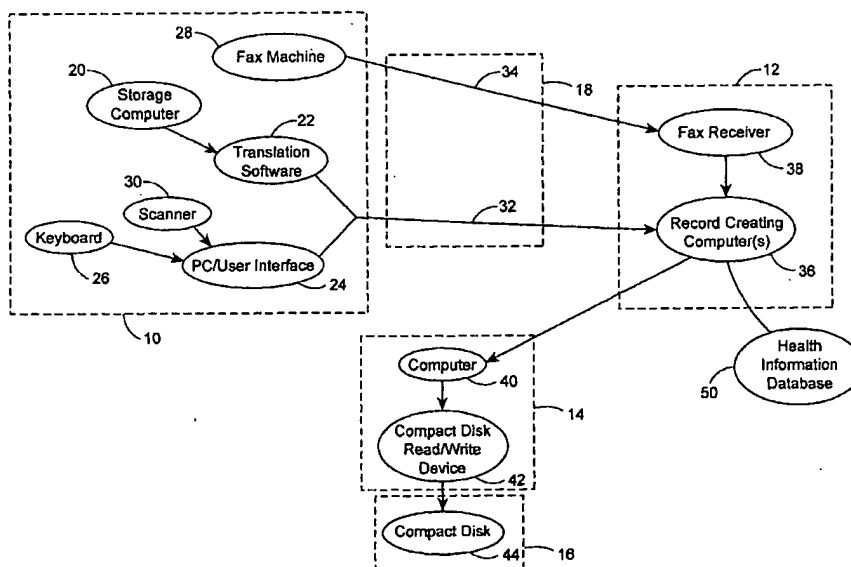 28
Fax Machine
20
Storage
Computer
22
Translation
Software
30
Scanner
Keyboard
26
PC/User Interface
24
10
34
18
32
12
Fax Receiver
38
Record Creating
Computer(s)
36
Health
Information
Database
50
Computer
40
14
Compact Disk
Read/Write
Device
42
Compact Disk
44
16